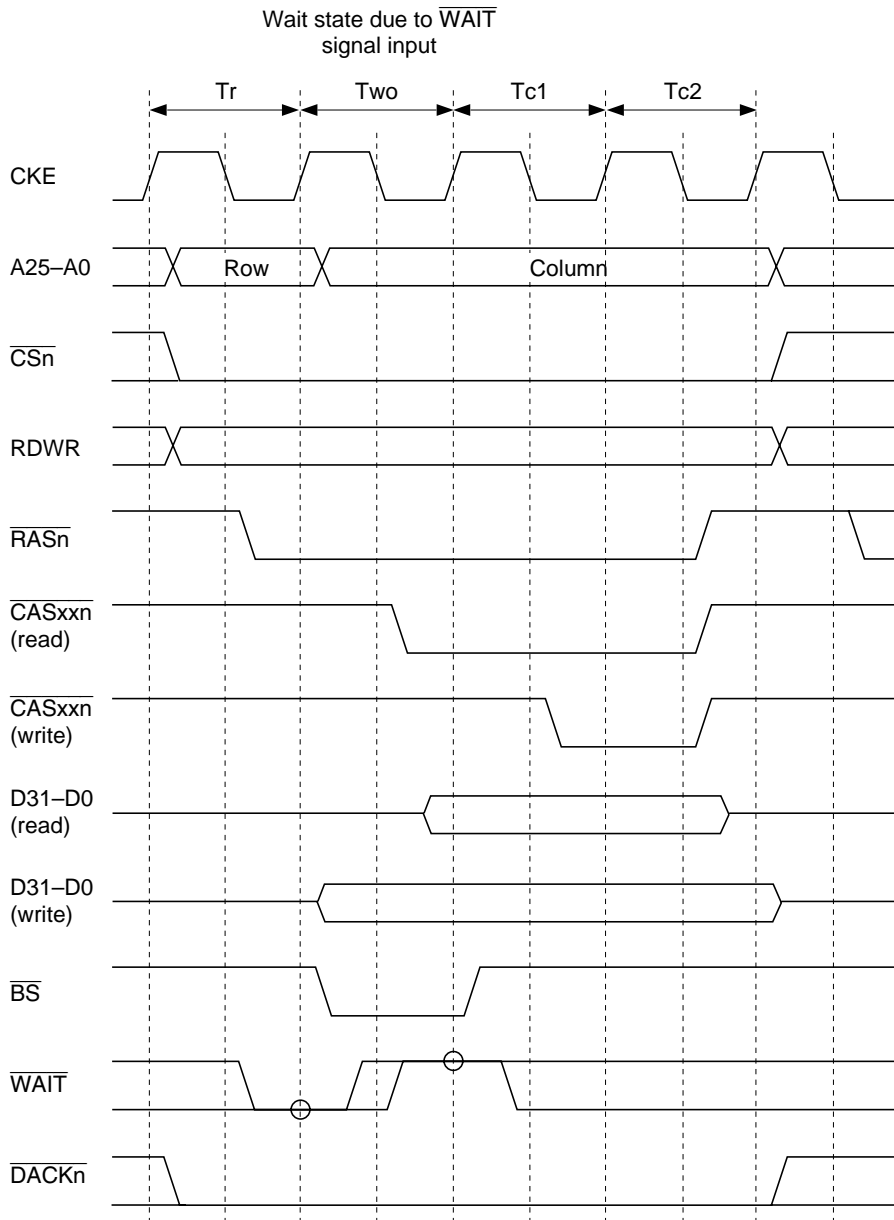 Wait state due to WAIT
signal input
Tr Two Tc1 Tc2
CKE
A25–A0 Row Column
CSn
RDWR
RASn
CASxxn
(read)
CASxxn
(write)
D31–D0
(read)
D31–D0
(write)
BS
WAIT
DACKn